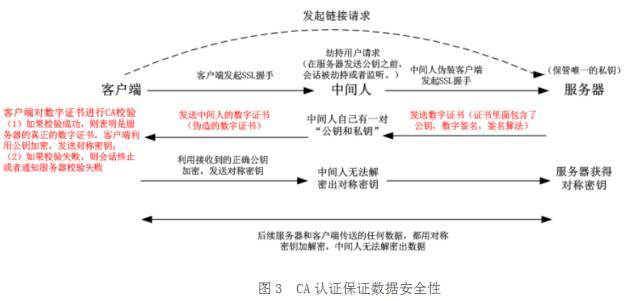 发起链接请求
劫持用户请求
(在服务器发送公钥之前,
会话被劫持或者监听。)
客户端发起SSL握手
中间人伪装客户端
发起SSL握手
(保管唯一的私钥)
客户端
中间人
服务器
客户端对数字证书进行CA校验
(1)如果校验成功,则表明是服
务器的真正的数字证书,客户端利
用公钥加密,发送对称密钥;
(2)如果校验失败,则会话终止
或者通知服务器校验失败
发送中间人的数字证书
(伪造的数字证书)
中间人自己有一对
“公钥和私钥”
发送数字证书(证书里面包含了
公钥,数字签名,签名算法)
利用接收到的正确公钥
加密,发送对称密钥
中间人无法解
密出对称密钥
服务器获得
对称密钥
后续服务器和客户端传送的任何数据,都用对称
密钥加解密,中间人无法解密出数据
图3 CA认证保证数据安全性